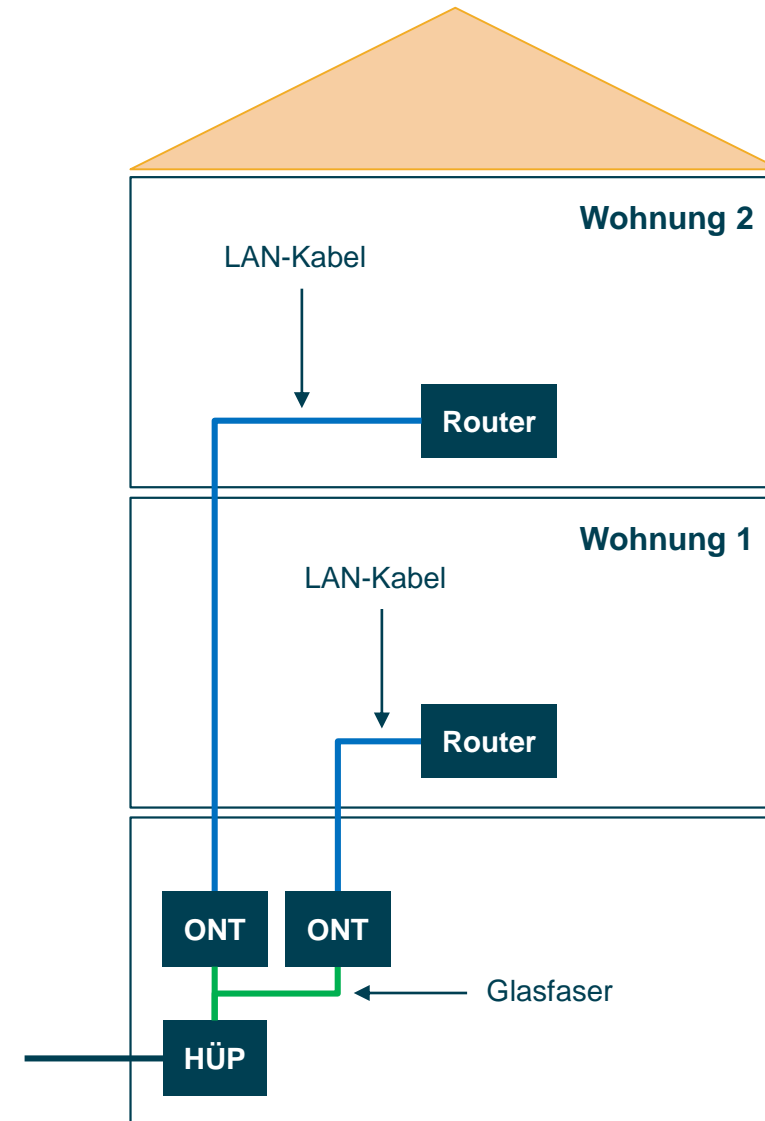 Wohnung 2
LAN-Kabel
Router
Wohnung 1
LAN-Kabel
Router
ONT ONT
Glasfaser
HÜP